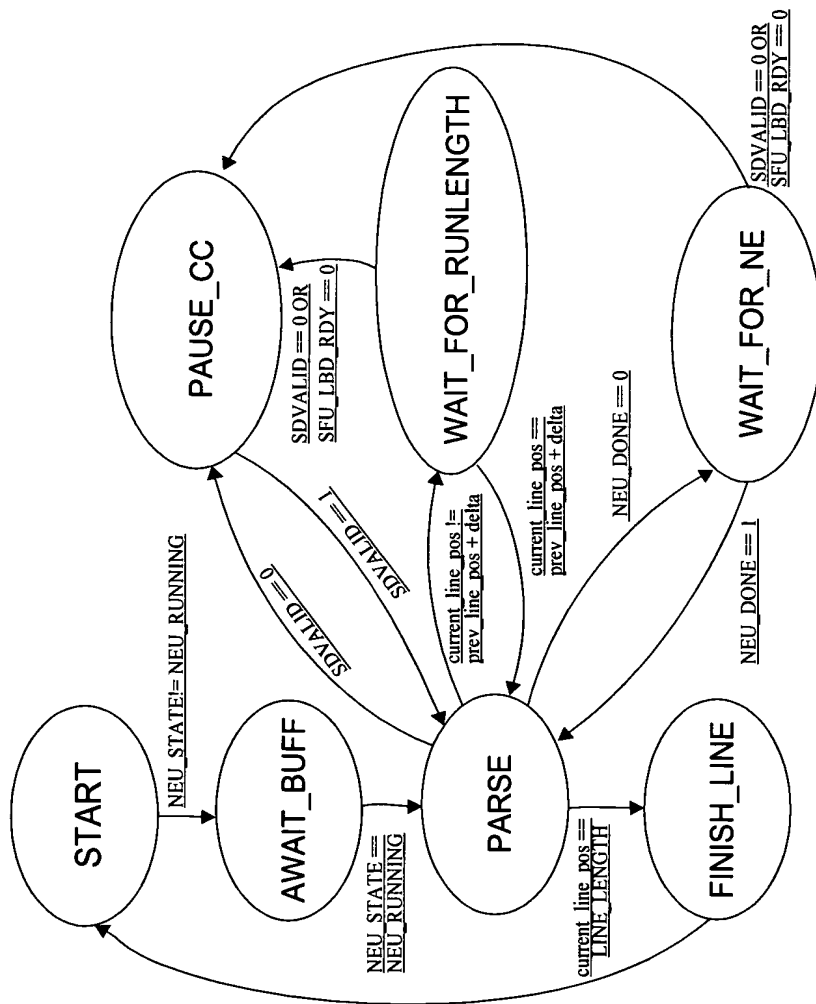 START
NEU_STATE!= NEU_RUNNING
AWAIT_BUFF
NEU_STATE ==
NEU_RUNNING
PARSE
current_line_pos ==
LINE_LENGTH
FINISH_LINE
PAUSE_CC
SDVALID == 0
SDVALID == 1
SDVALID == 0 OR
SFU_LBD_RDY == 0
WAIT_FOR_RUNLENGTH
current_line_pos !=
prev_line_pos + delta
current_line_pos ==
prev_line_pos + delta
NEU_DONE == 0
NEU_DONE == 1
WAIT_FOR_NE
SDVALID == 0 OR
SFU_LBD_RDY == 0